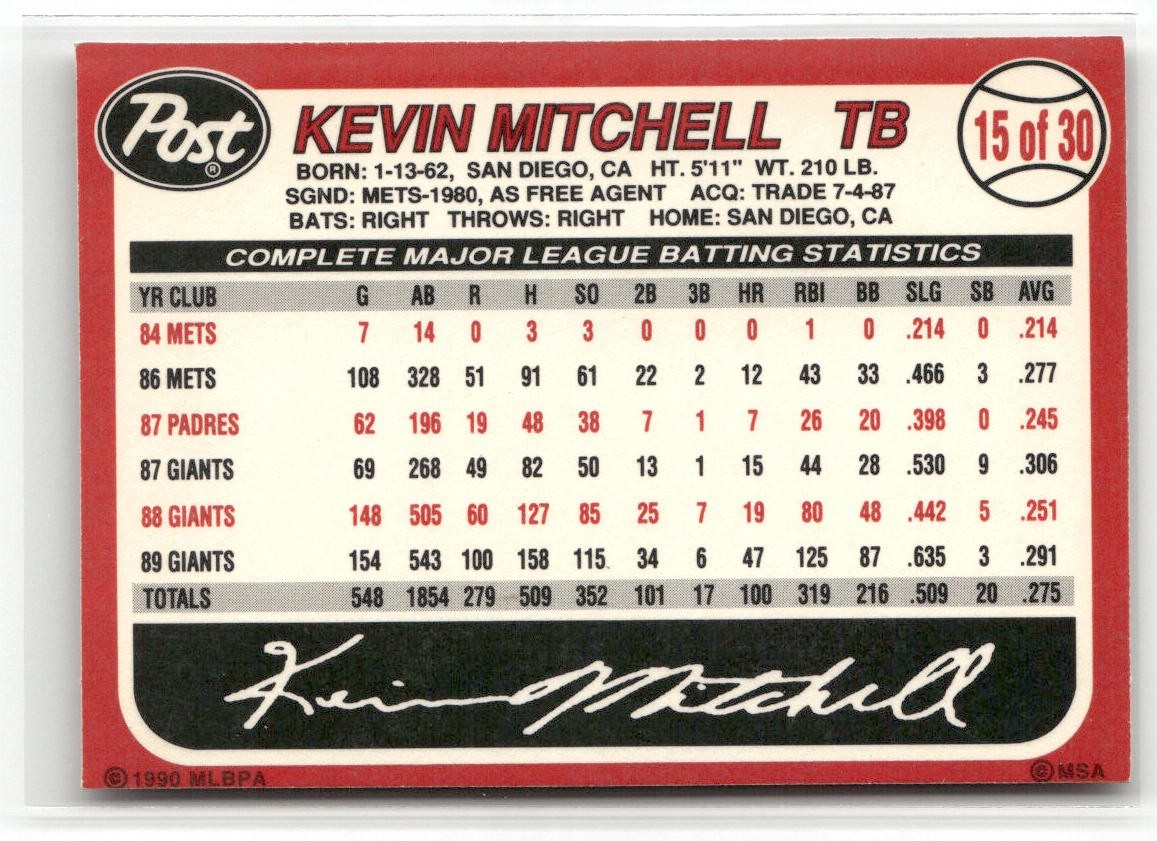 Post®
KEVIN MITCHELL TB
15 of 30
BORN: 1-13-62, SAN DIEGO, CA HT. 5'11" WT. 210 LB.
SGND: METS-1980, AS FREE AGENT ACQ: TRADE 7-4-87
BATS: RIGHT THROWS: RIGHT HOME: SAN DIEGO, CA
COMPLETE MAJOR LEAGUE BATTING STATISTICS
YR CLUB G AB R H SO 2B 3B HR RBI BB SLG SB AVG
84 METS 7 14 0 3 3 0 0 0 1 0 .214 0 .214
86 METS 108 328 51 91 61 22 2 12 43 33 .466 3 .277
87 PADRES 62 196 19 48 38 7 1 7 26 20 .398 0 .245
87 GIANTS 69 268 49 82 50 13 1 15 44 28 .530 9 .306
88 GIANTS 148 505 60 127 85 25 7 19 80 48 .442 5 .251
89 GIANTS 154 543 100 158 115 34 6 47 125 87 .635 3 .291
TOTALS 548 1854 279 509 352 101 17 100 319 216 .509 20 .275
Kevin Mitchell
© 1990 MLBPA
© MSA